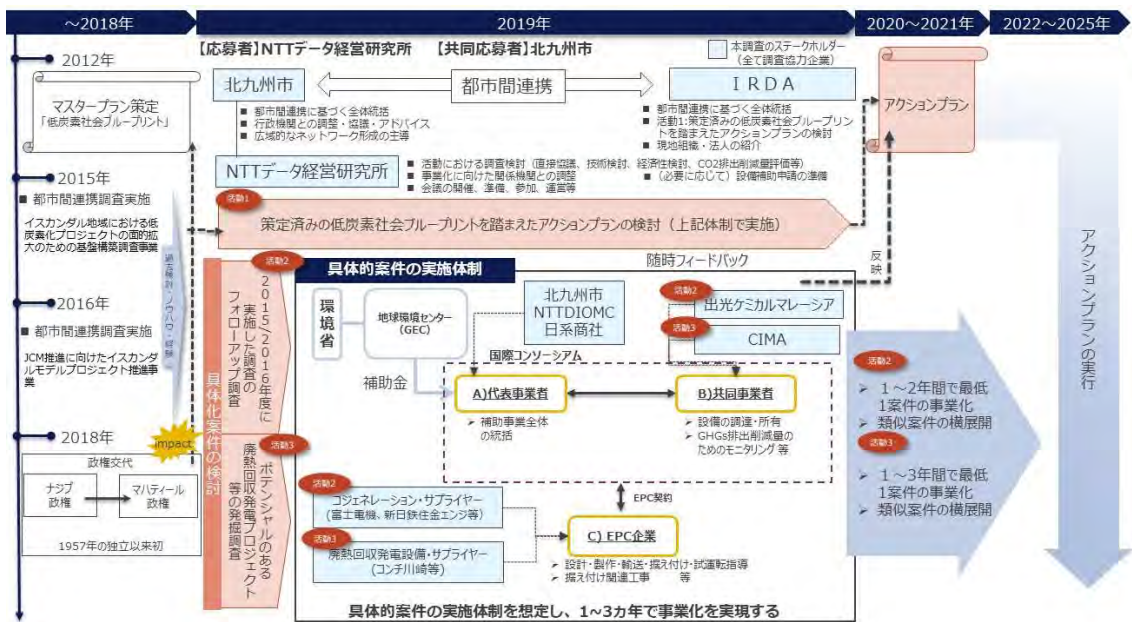 ～2018年
2019年
2020～2021年
2022～2025年
2012年
マスタープラン策定
「低炭素社会ブループリント」
2015年
■ 都市間連携調査実施
イスカンダル地域における低
炭素化プロジェクトの面的拡
大のための基盤構築調査事業
2016年
■ 都市間連携調査実施
JCM推進に向けたイスカンダ
ルモデルプロジェクト推進事
業
2018年
impact
政権交代
ナジブ
政権
マハティール
政権
1957年の独立以来初
過去検討・ノウハウ・経験
【応募者】NTTデータ経営研究所
【共同応募者】北九州市
本調査のステークホルダー
（全て調査協力企業）
北九州市
都市間連携
IRDA
■ 都市間連携に基づく全体統括
■ 行政機関との調整・協議・アドバイス
■ 広域的なネットワーク形成の主導
■ 都市間連携に基づく全体統括
■ 活動1:策定済みの低炭素社会ブループリント
を踏まえたアクションプランの検討
■ 現地組織・法人の紹介
NTTデータ経営研究所
■ 活動における調査検討（直接協議、技術検討、経済性検討、CO2排出削減量評価等）
■ 事業化に向けた関係機関との調整
■ （必要に応じて）設備補助申請の準備
■ 会議の開催、準備、参加、運営等
活動1
策定済みの低炭素社会ブループリントを踏まえたアクションプランの検討（上記体制で実施）
アクションプラン
随時フィードバック
反映
具体化案件の検討
活動2
2015/2016年度に
実施した調査の
フォローアップ調査
活動3
ポテンシャルのある
廃熱回収発電プロジェクト
等の発掘調査
具体的案件の実施体制
環境省
地球環境センター
(GEC)
補助金
北九州市
NTTDIOMC
日系商社
活動2
出光ケミカルマレーシア
活動3
CIMA
国際コンソーシアム
A)代表事業者
➢ 補助事業全体
の統括
B)共同事業者
➢ 設備の調達・所有
➢ GHGs排出削減量の
ためのモニタリング 等
EPC契約
活動2
コジェネレーション・サプライヤー
(富士電機、新日鉄住金エンジ等)
活動3
廃熱回収発電設備・サプライヤー
(コンチ川崎等)
C) EPC企業
➢ 設計・製作・輸送・据え付け・試運転指導
➢ 据え付け関連工事 等
具体的案件の実施体制を想定し、1~3カ年で事業化を実現する
活動2
➢ 1～2年間で最低
1案件の事業化
➢ 類似案件の横展開
活動3
➢ 1～3年間で最低
1案件の事業化
➢ 類似案件の横展開
アクションプランの実行